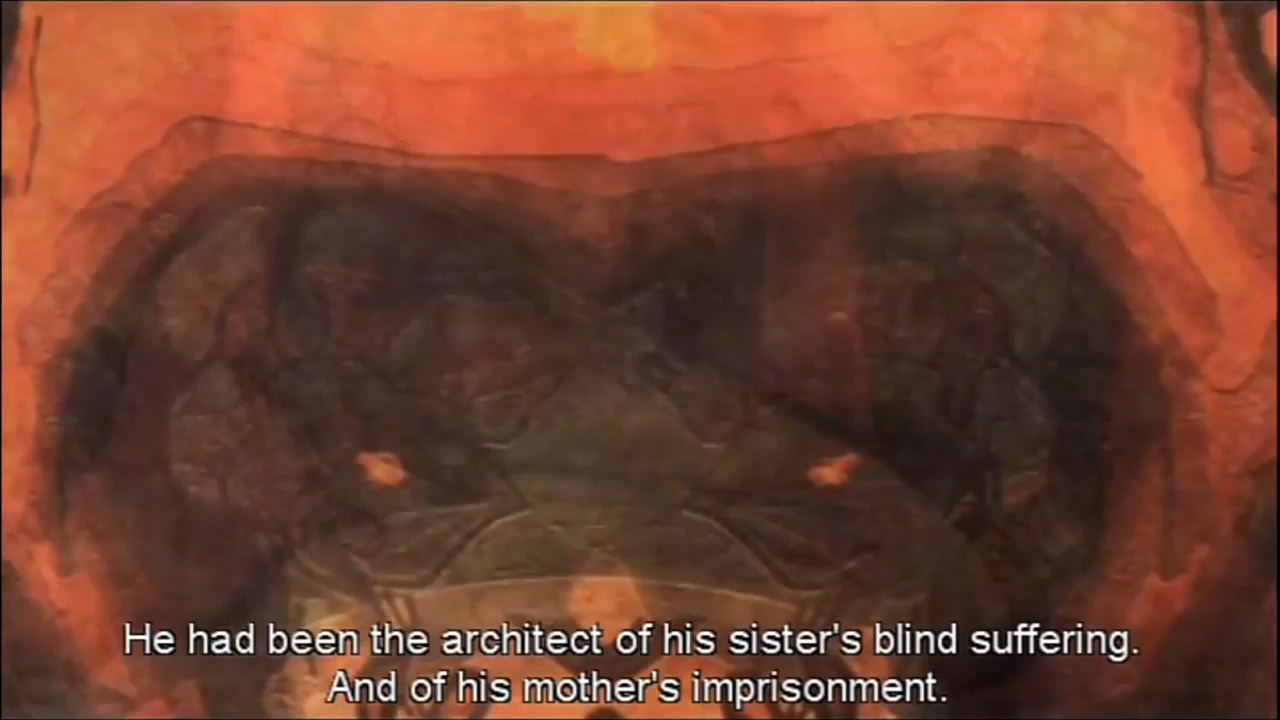 He had been the architect of his sister's blind suffering.
And of his mother's imprisonment.